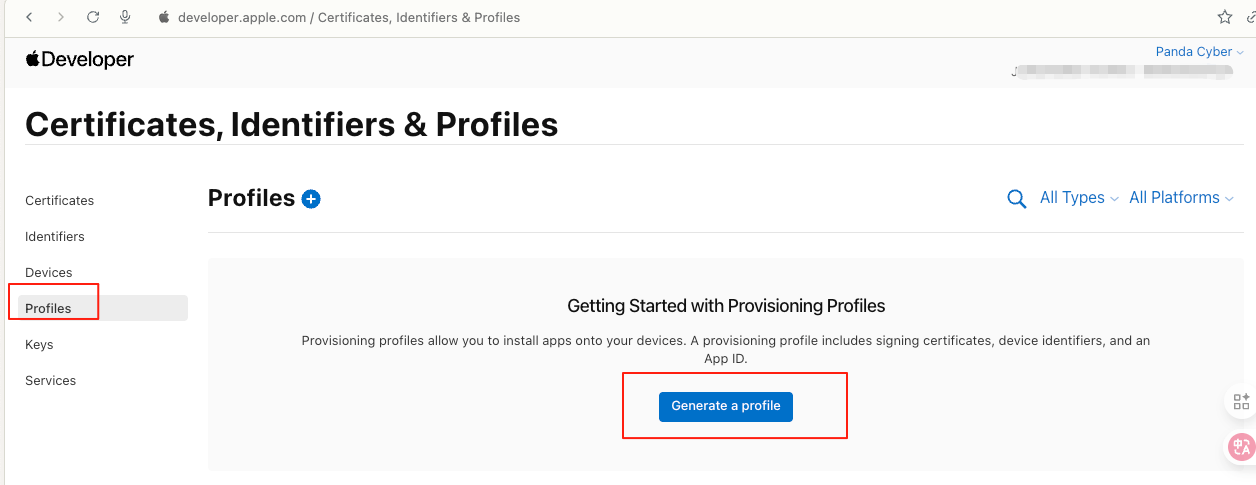 developer.apple.com / Certificates, Identifiers & Profiles
Developer
Panda Cyber
Certificates, Identifiers & Profiles
Certificates
Identifiers
Devices
Profiles
Keys
Services
Profiles
All Types
All Platforms
Getting Started with Provisioning Profiles
Provisioning profiles allow you to install apps onto your devices. A provisioning profile includes signing certificates, device identifiers, and an
App ID.
Generate a profile
中
A